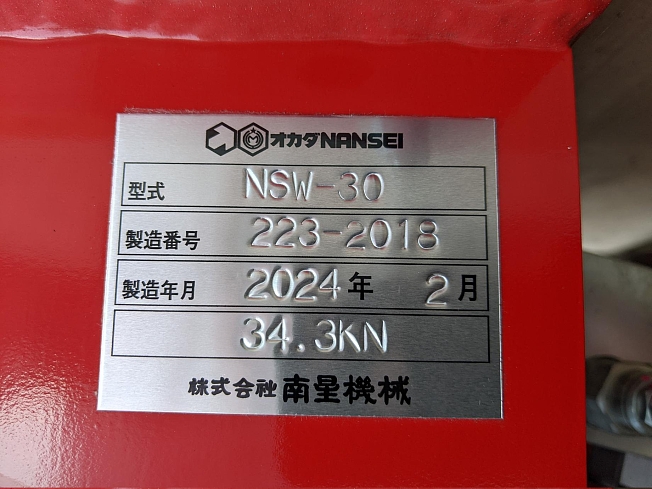 オカダNANSEI
型式 NSW-30
製造番号 223-2018
製造年月 2024年 2月
34.3KN
株式会社 南星機械